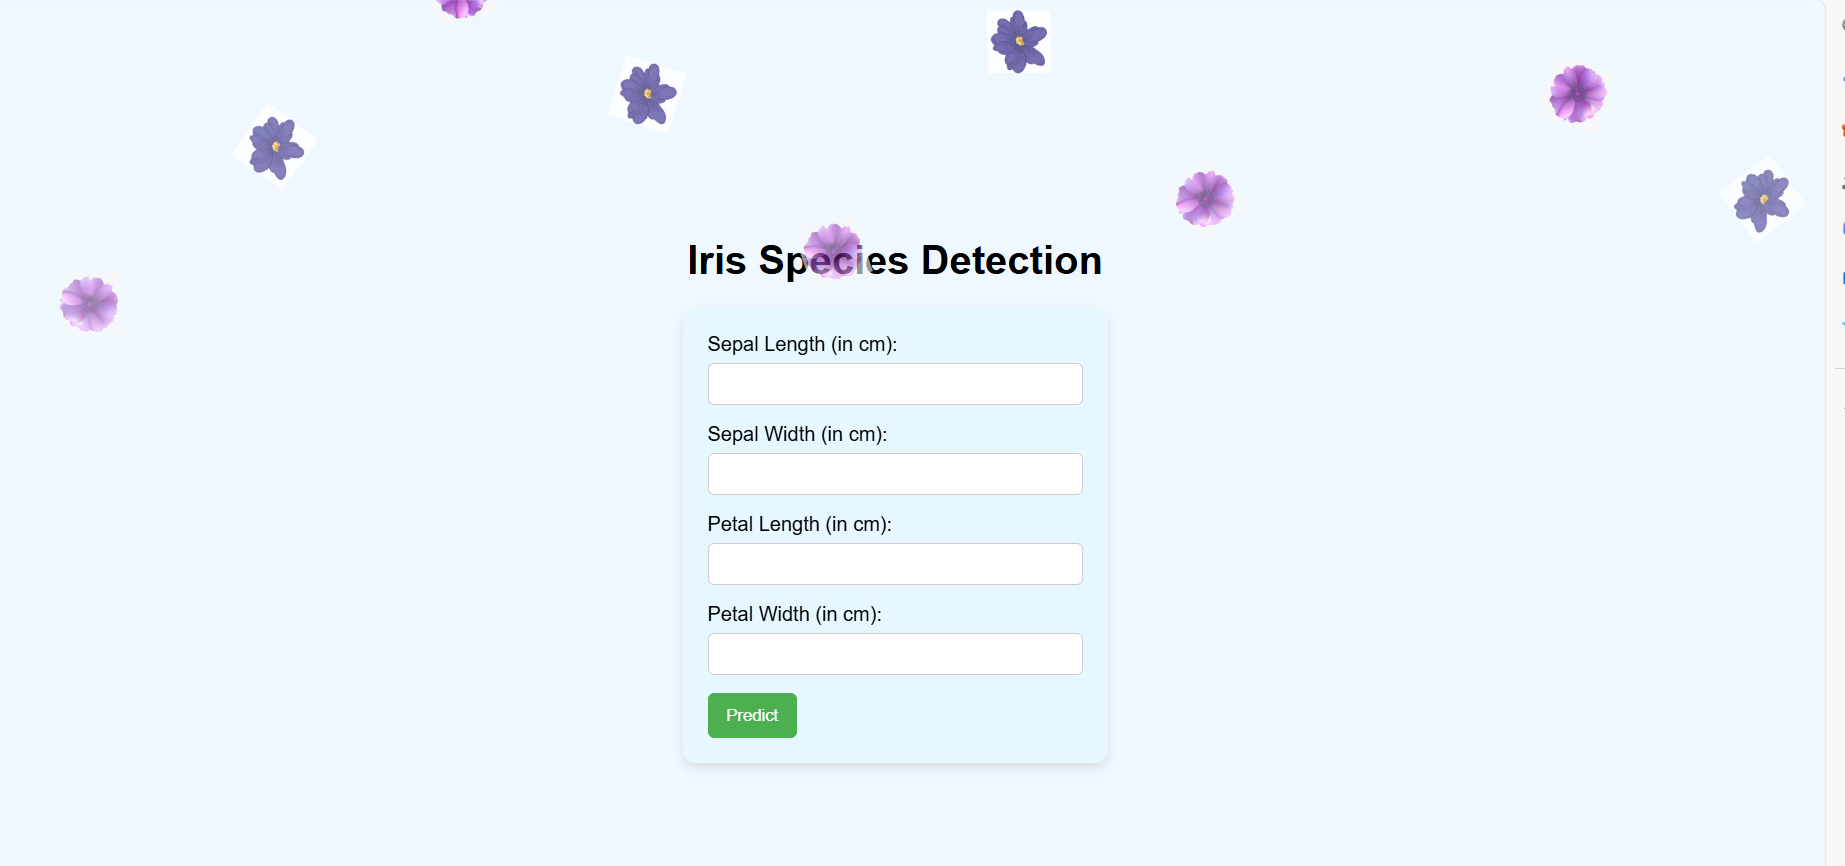 Iris Species Detection
Sepal Length (in cm):
Sepal Width (in cm):
Petal Length (in cm):
Petal Width (in cm):
Predict